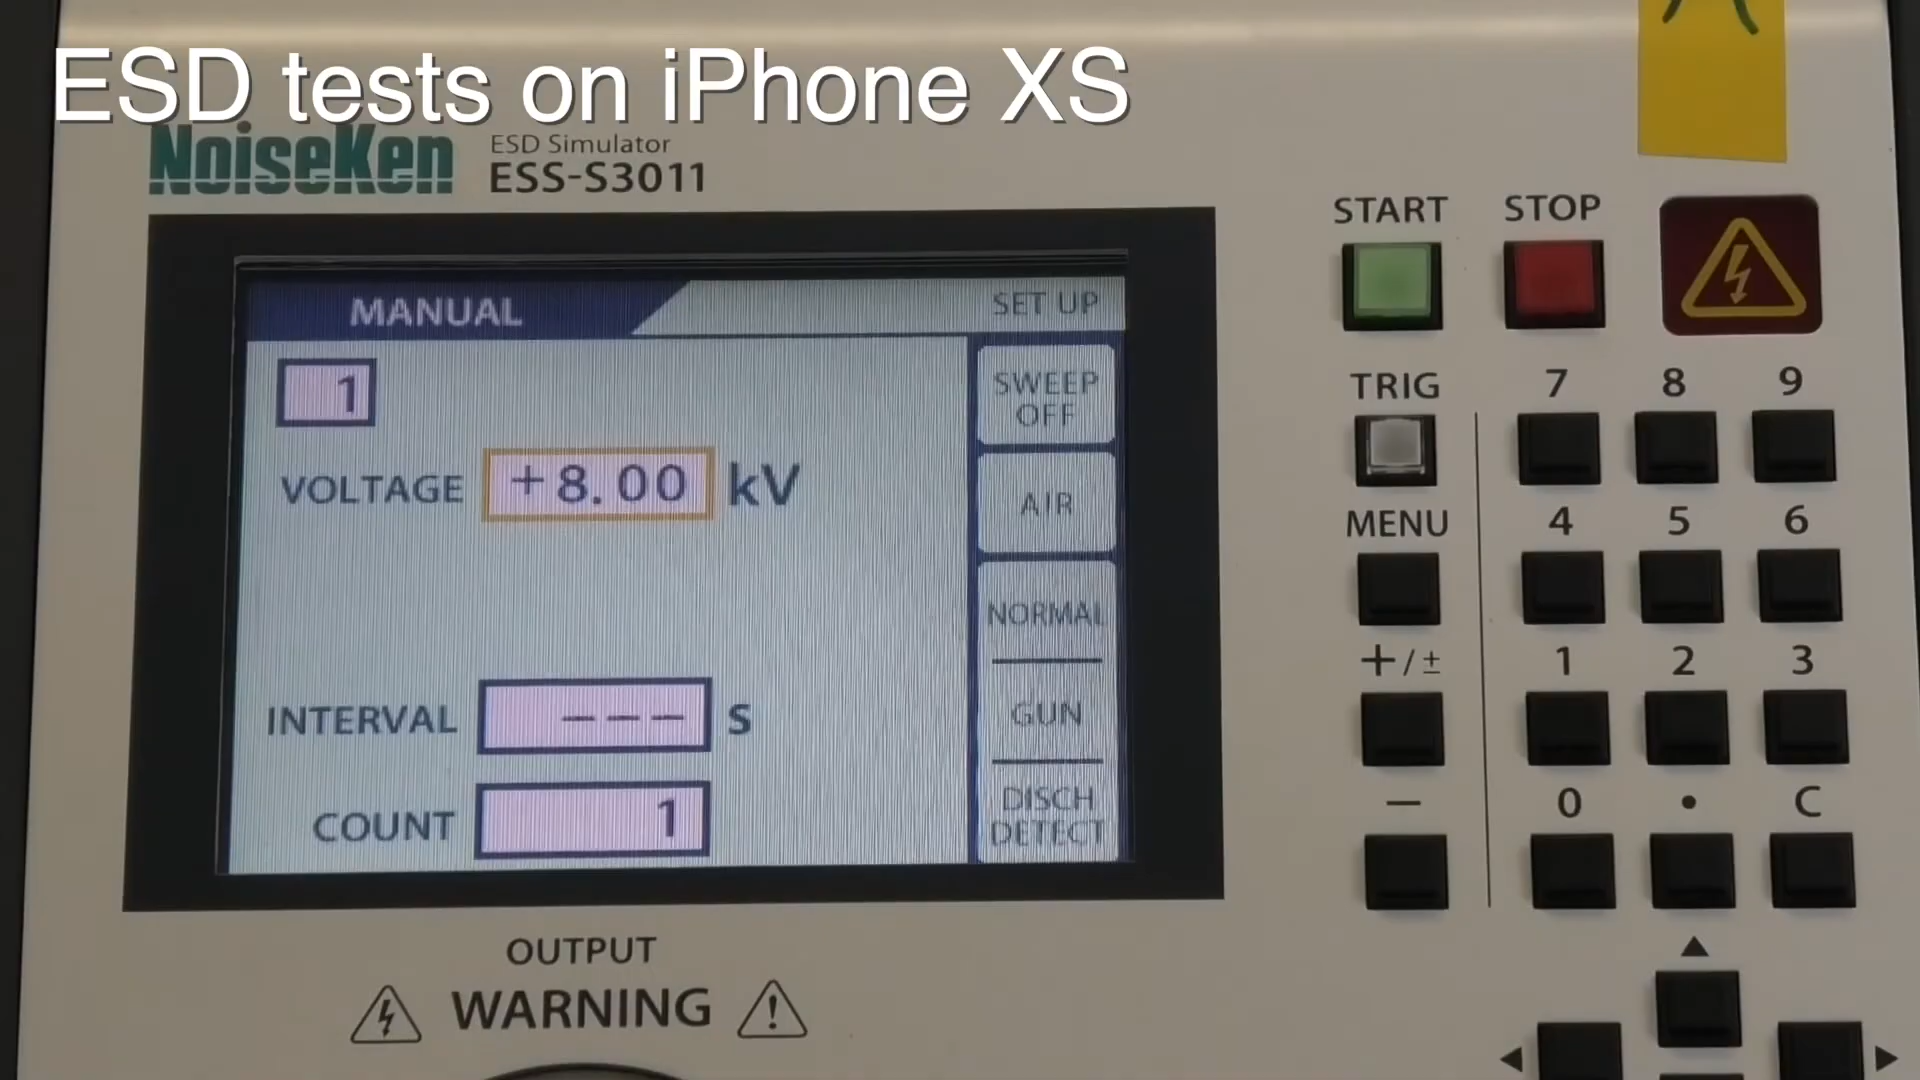 ESD tests on iPhone XS
NoiseKen
ESD Simulator
ESS-S3011
MANUAL
SET UP
1
SWEEP
OFF
VOLTAGE +8.00 kV
AIR
NORMAL
INTERVAL --- S
GUN
COUNT 1
DISCH
DETECT
OUTPUT
WARNING
START STOP
TRIG 7 8 9
MENU 4 5 6
+/± 1 2 3
− 0 • C